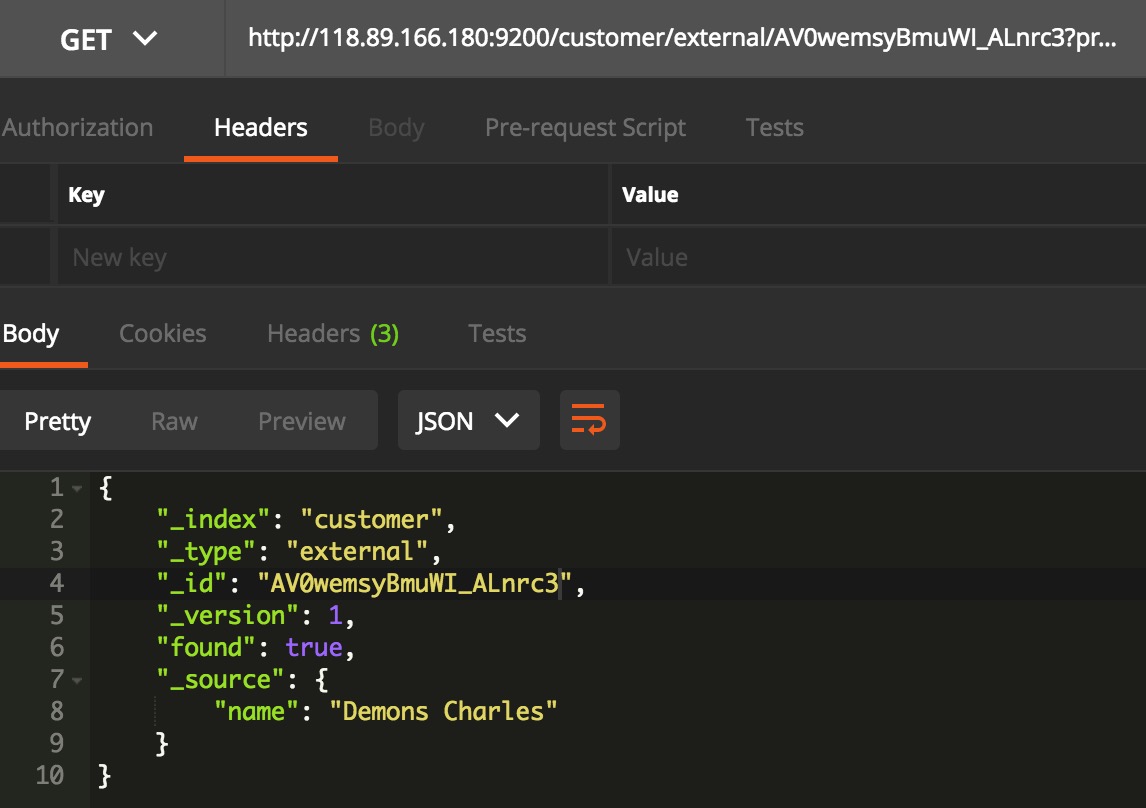 GET http://118.89.166.180:9200/customer/external/AV0wemsyBmuWI_ALnrc3?pr...
Authorization Headers Body Pre-request Script Tests
Key Value
New key Value
Body Cookies Headers (3) Tests
Pretty Raw Preview JSON
1 {
2 "_index": "customer",
3 "_type": "external",
4 "_id": "AV0wemsyBmuWI_ALnrc3",
5 "_version": 1,
6 "found": true,
7 "_source": {
8 "name": "Demons Charles"
9 }
10 }